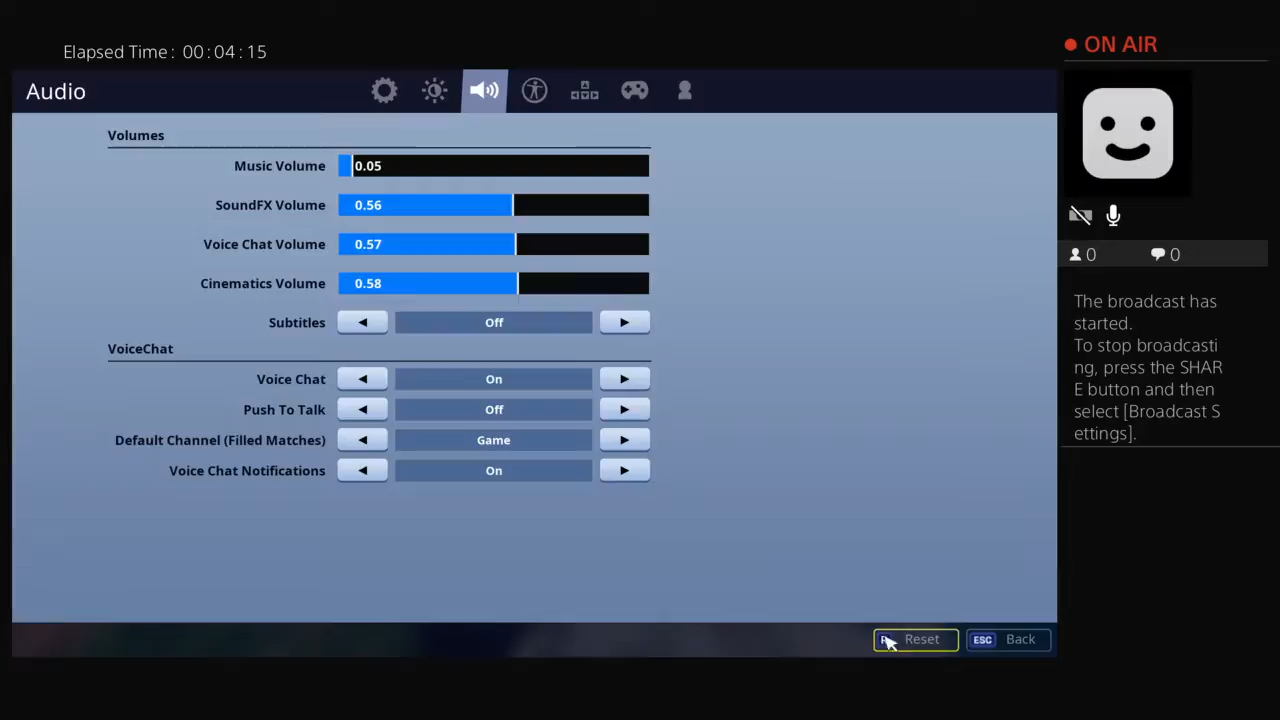 Elapsed Time: 00:04:15
ON AIR
Audio
Volumes
Music Volume 0.05
SoundFX Volume 0.56
Voice Chat Volume 0.57
Cinematics Volume 0.58
Subtitles Off
VoiceChat
Voice Chat On
Push To Talk Off
Default Channel (Filled Matches) Game
Voice Chat Notifications On
Reset ESC Back
0 0
The broadcast has
started.
To stop broadcasti
ng, press the SHAR
E button and then
select [Broadcast S
ettings].